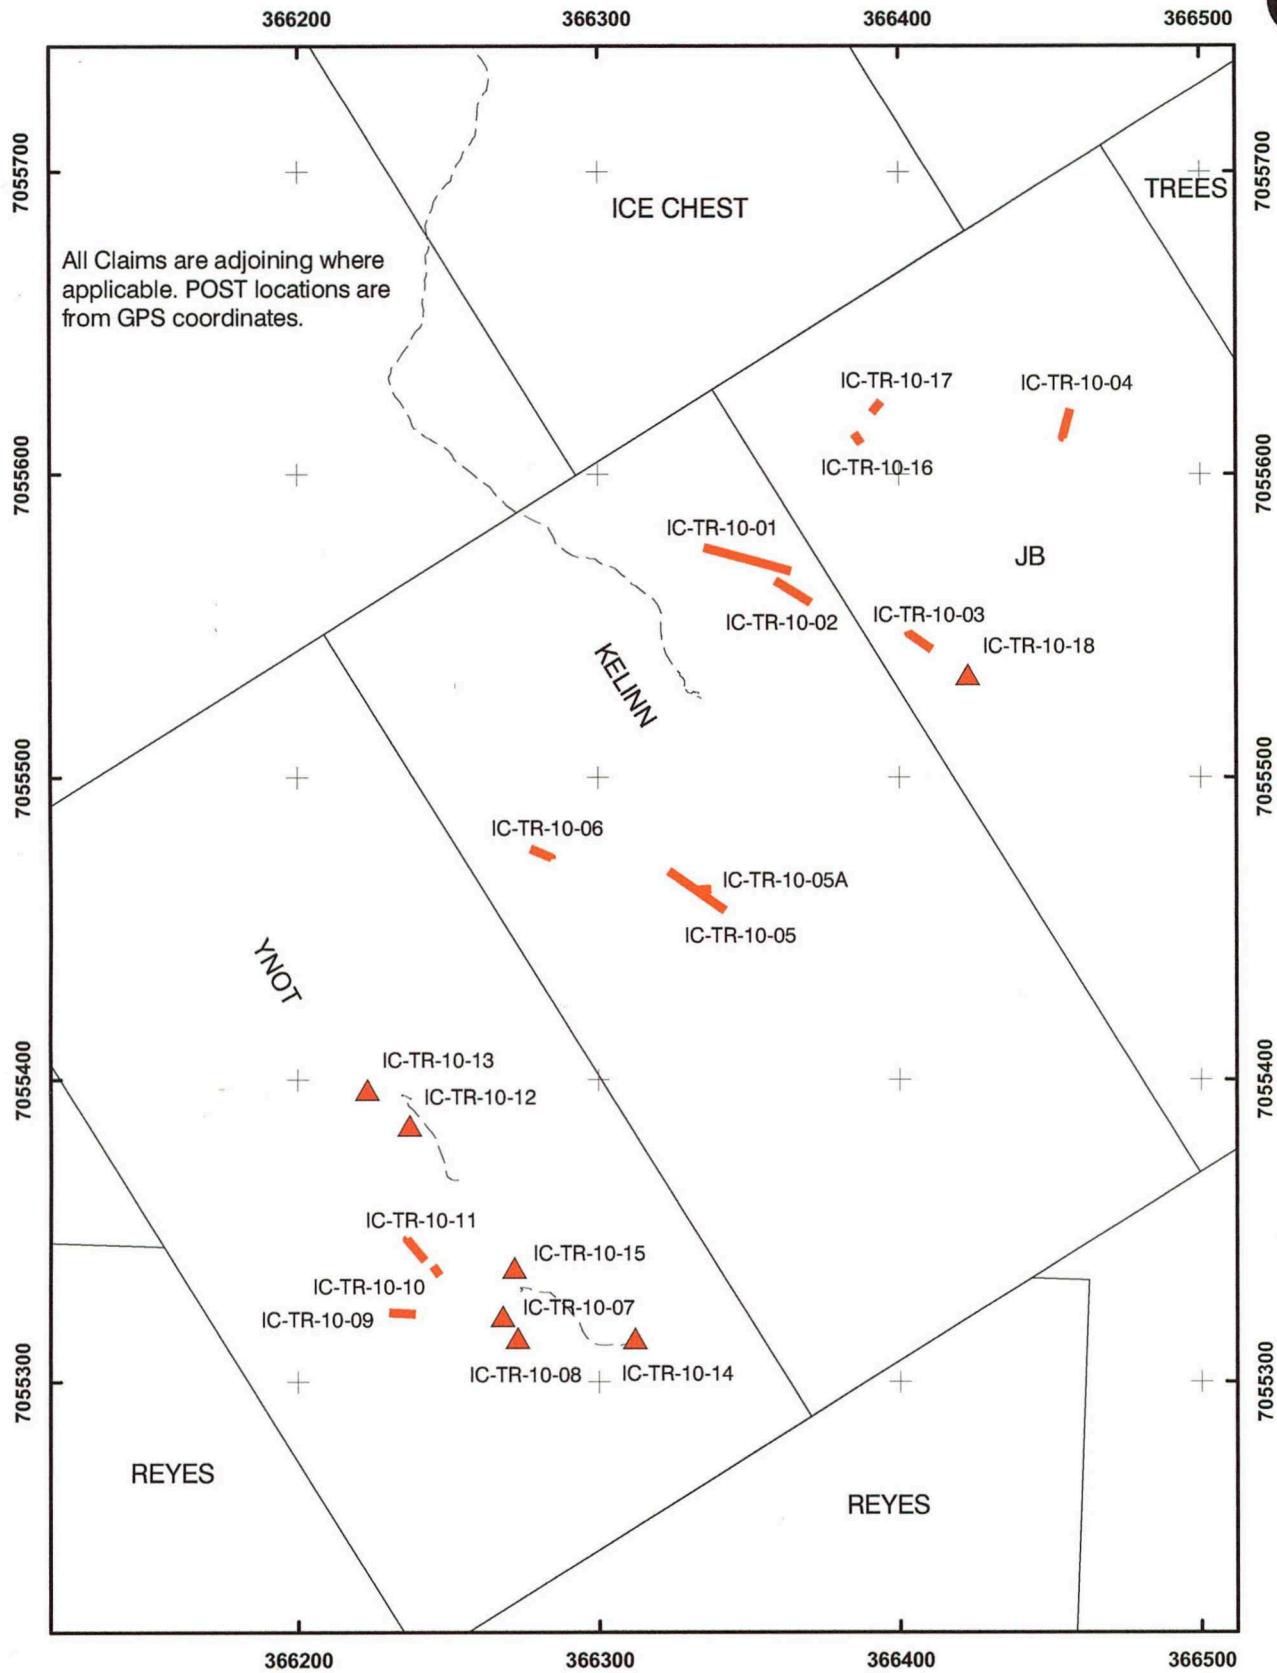 366200
366300
366400
366500
7055700
7055700
ICE CHEST
TREES
All Claims are adjoining where
applicable. POST locations are
from GPS coordinates.
IC-TR-10-17
IC-TR-10-04
IC-TR-10-16
7055600
7055600
IC-TR-10-01
JB
IC-TR-10-02
IC-TR-10-03
IC-TR-10-18
KELINN
7055500
7055500
IC-TR-10-06
IC-TR-10-05A
IC-TR-10-05
YNOT
IC-TR-10-13
IC-TR-10-12
7055400
7055400
IC-TR-10-11
IC-TR-10-15
IC-TR-10-10
IC-TR-10-07
IC-TR-10-09
IC-TR-10-08
IC-TR-10-14
7055300
7055300
REYES
REYES
366200
366300
366400
366500